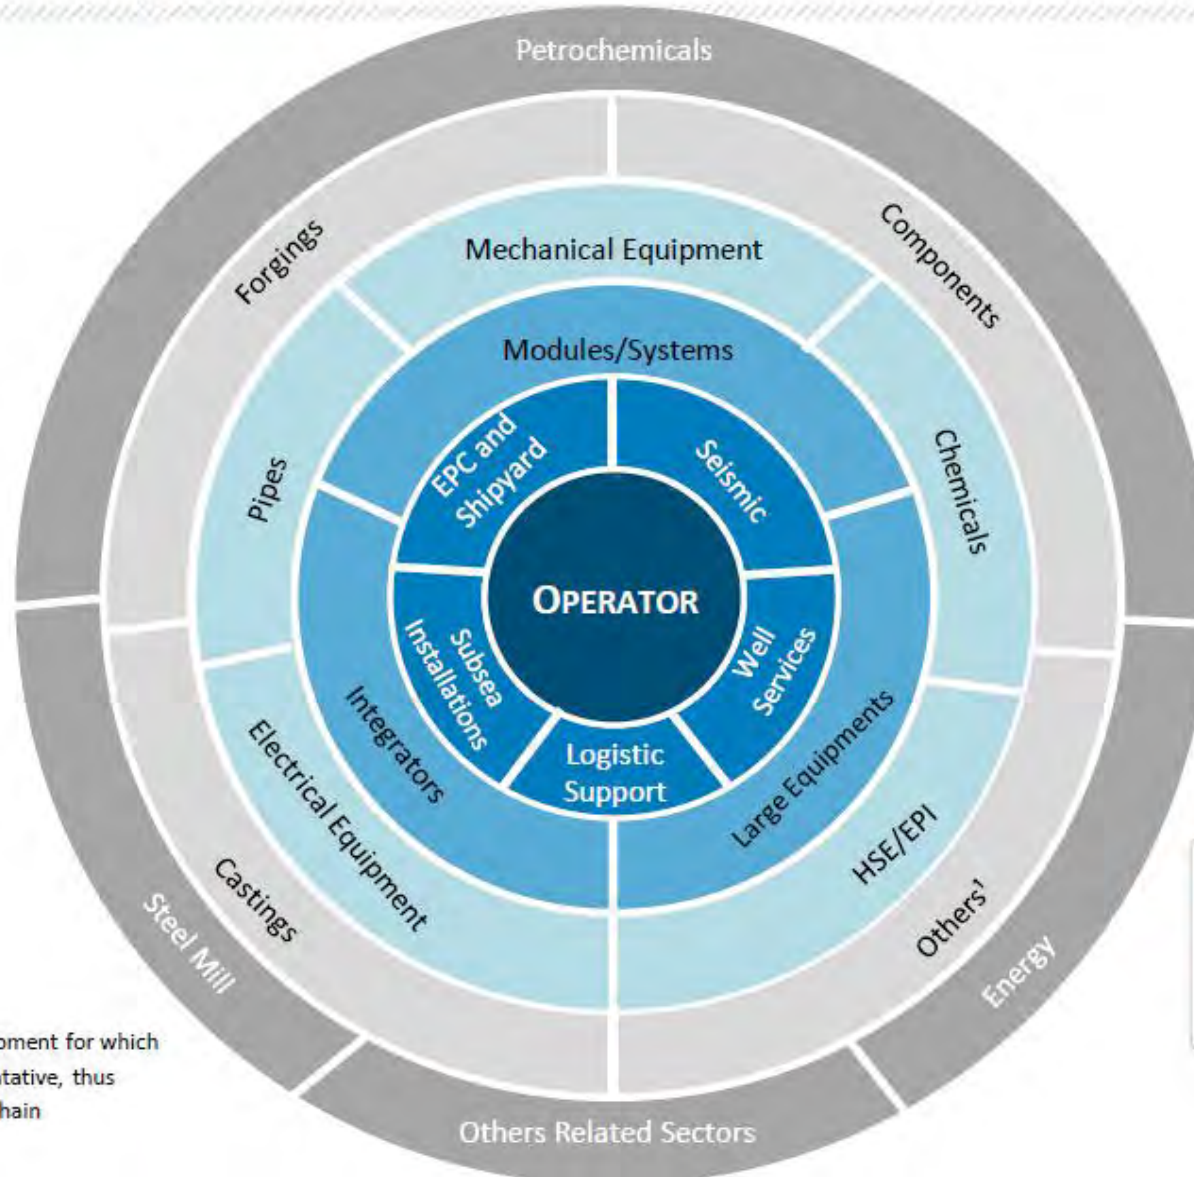 Petrochemicals
Forgings
Components
Mechanical Equipment
Modules/Systems
Pipes
Chemicals
EPC and
Shipyard
Seismic
OPERATOR
Subsea
Installations
Well
Services
Logistic
Support
Integrators
Large Equipments
Electrical Equipment
HSE/EPI
Castings
Others¹
Steel Mill
Energy
Others Related Sectors
for which
tative, thus
hain